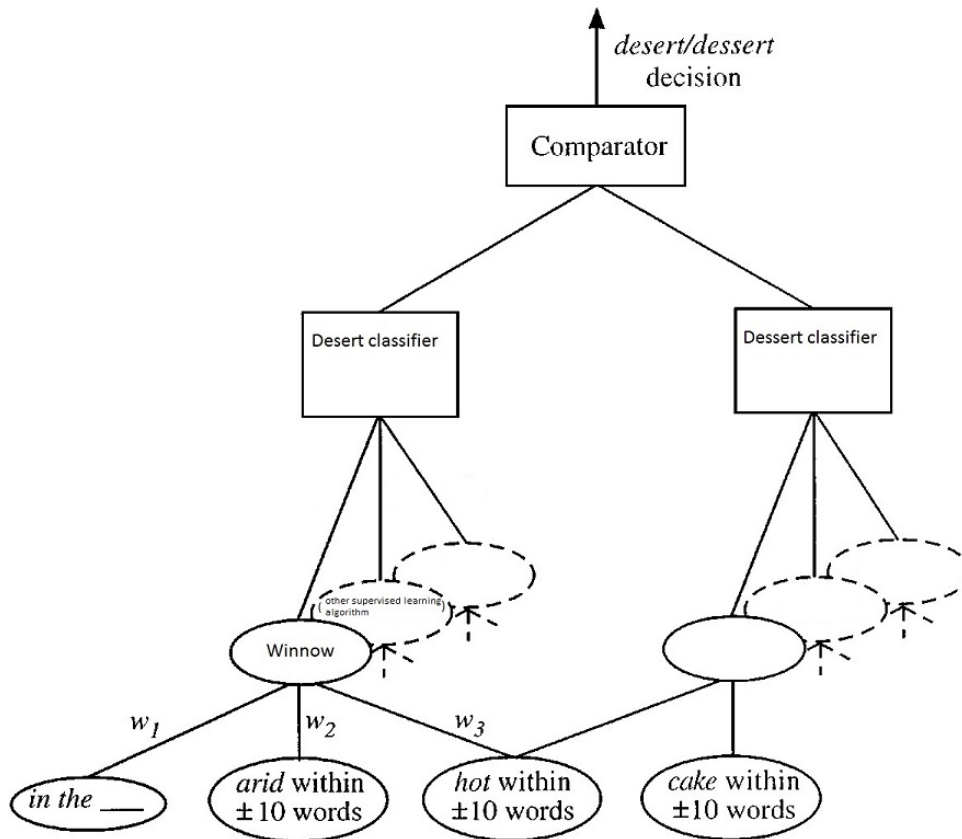 desert/dessert
decision
Comparator
Desert classifier
Dessert classifier
( other supervised learning )
algorithm
Winnow
w1
w2
w3
in the ___
arid within
±10 words
hot within
±10 words
cake within
±10 words